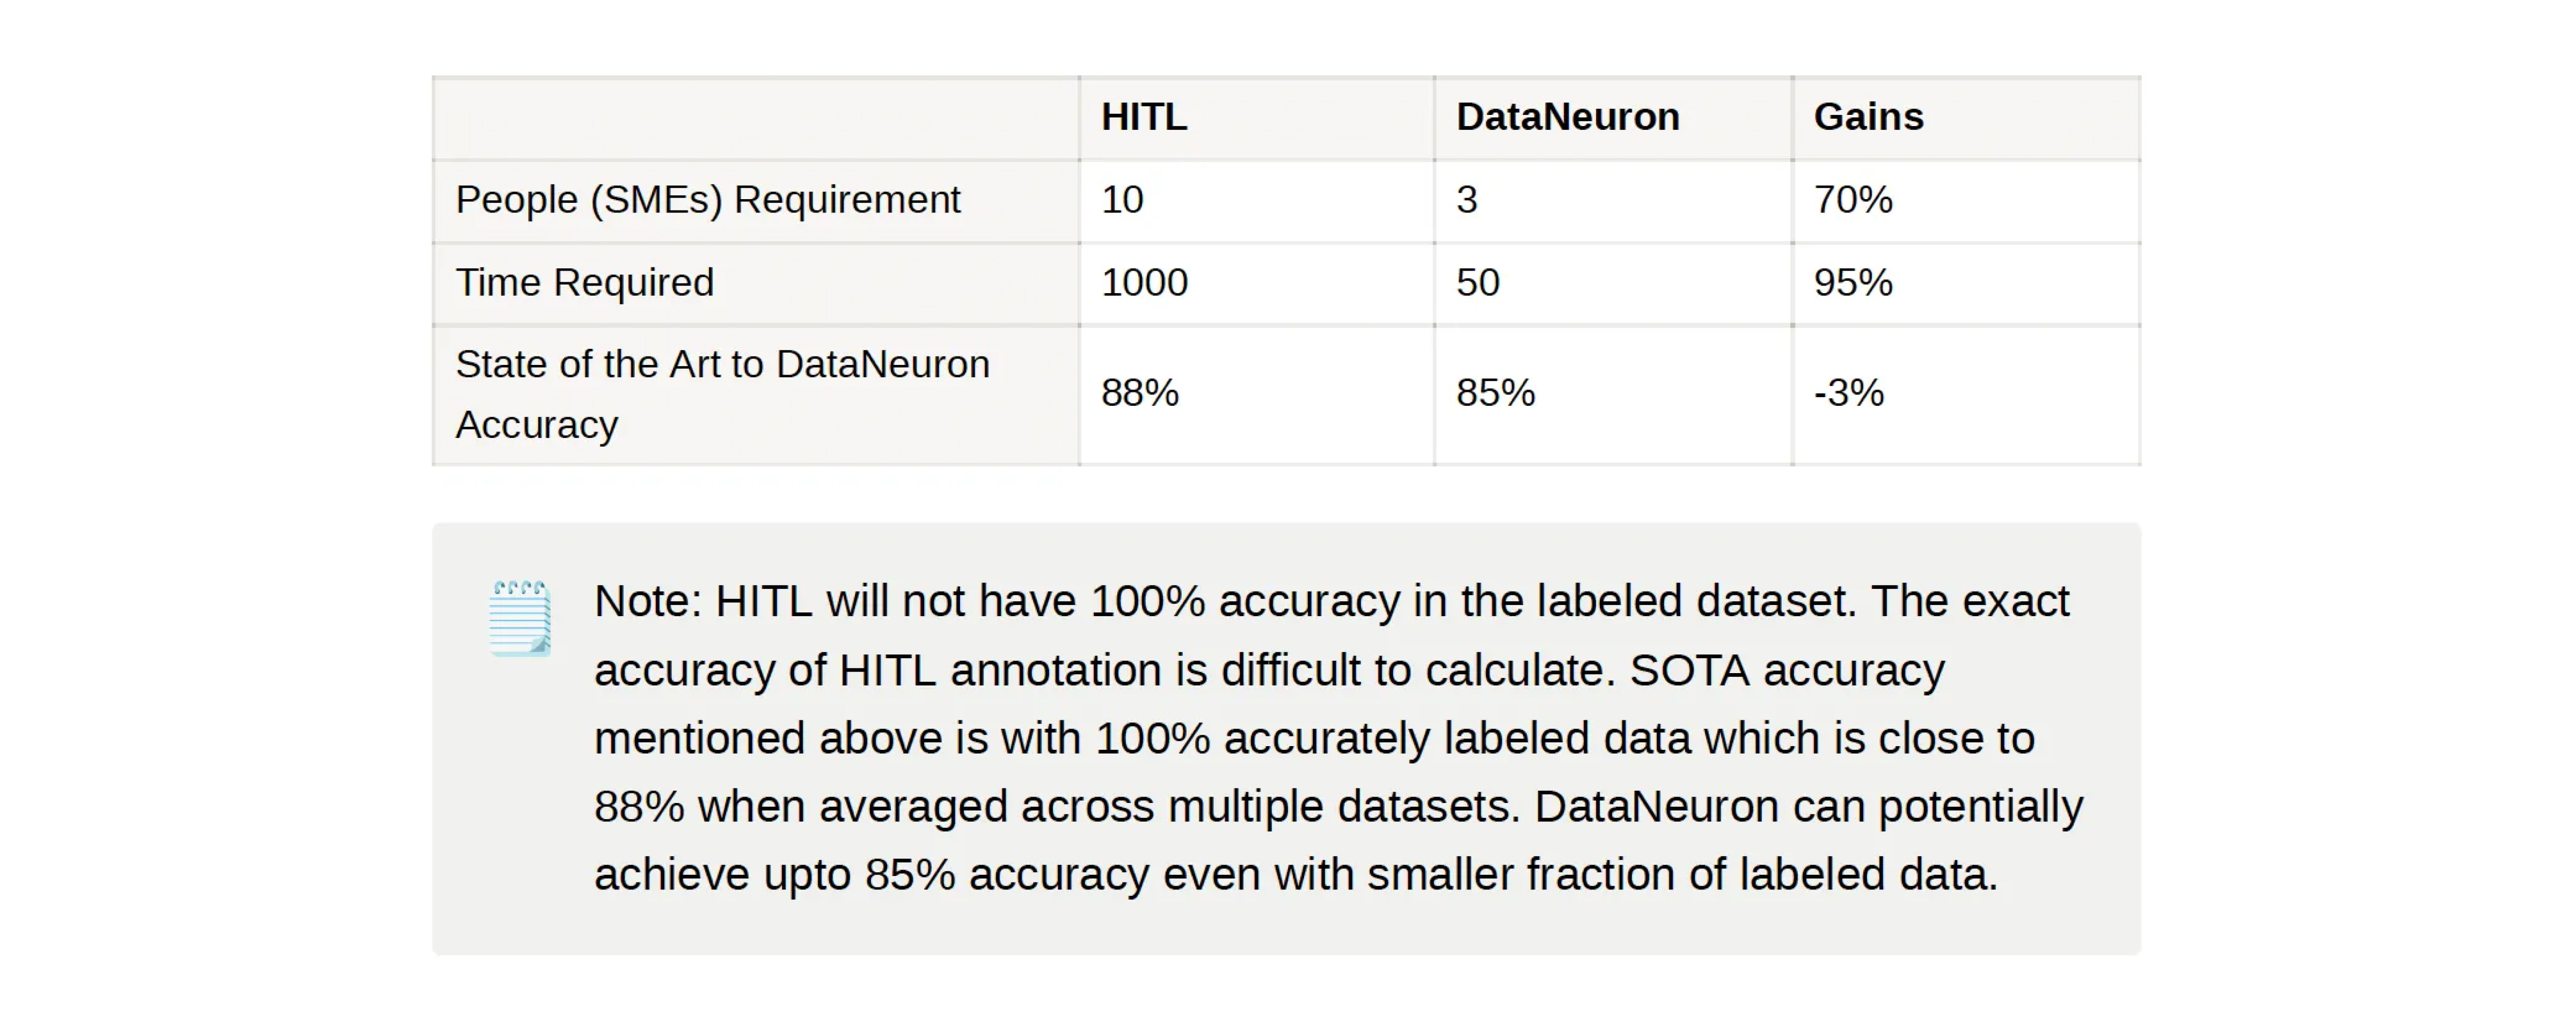 HITL DataNeuron Gains
People (SMEs) Requirement 10 3 70%
Time Required 1000 50 95%
State of the Art to DataNeuron
Accuracy 88% 85% -3%
Note: HITL will not have 100% accuracy in the labeled dataset. The exact
accuracy of HITL annotation is difficult to calculate. SOTA accuracy
mentioned above is with 100% accurately labeled data which is close to
88% when averaged across multiple datasets. DataNeuron can potentially
achieve upto 85% accuracy even with smaller fraction of labeled data.